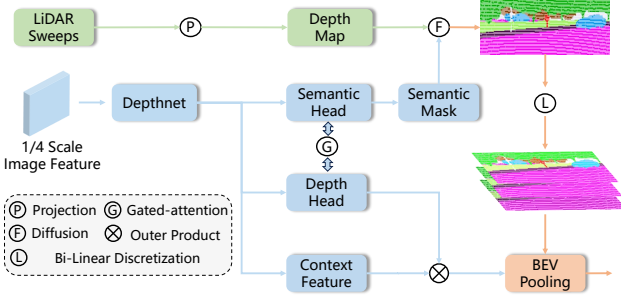 LiDAR
Sweeps
P
Depth
Map
F
Depthnet
Semantic
Head
Semantic
Mask
L
1/4 Scale
Image Feature
G
Depth
Head
P Projection G Gated-attention
F Diffusion Outer Product
L Bi-Linear Discretization
Context
Feature
BEV
Pooling